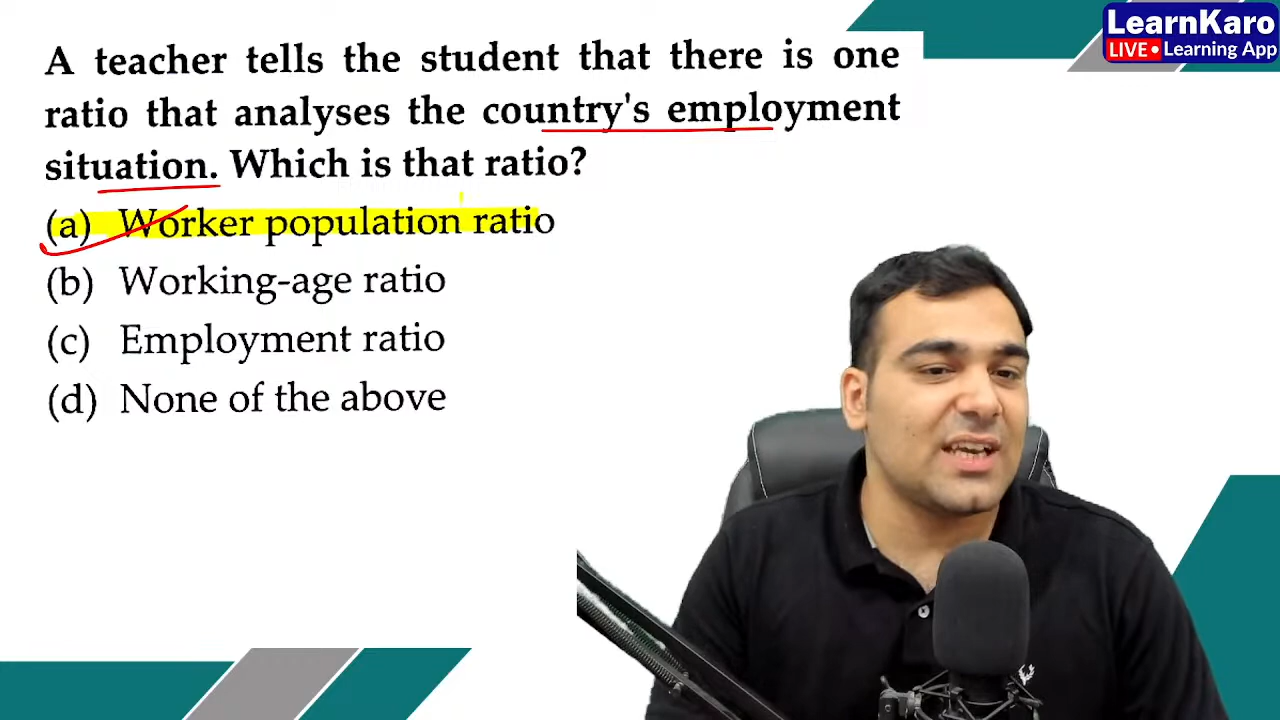 LearnKaro
LIVE • Learning App
A teacher tells the student that there is one
ratio that analyses the country's employment
situation. Which is that ratio?
(a) Worker population ratio
(b) Working-age ratio
(c) Employment ratio
(d) None of the above